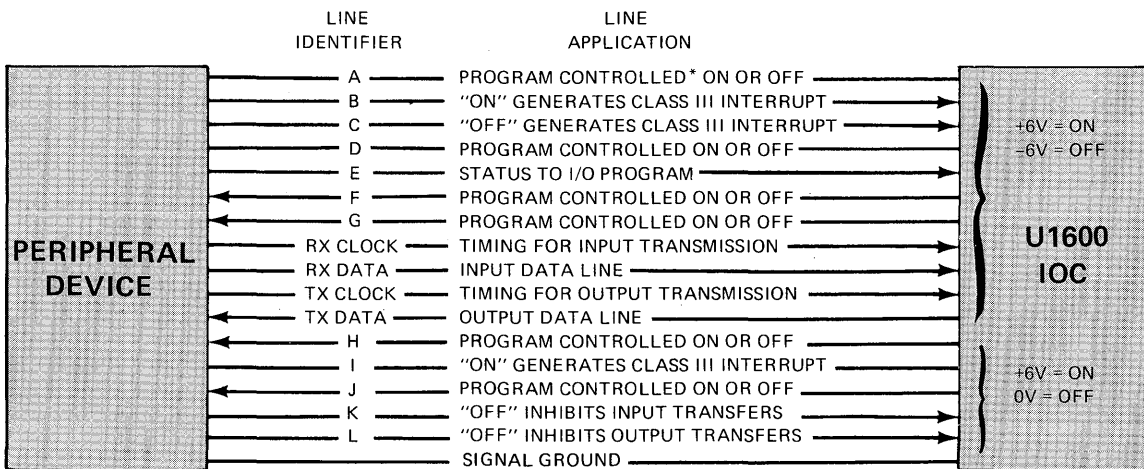 LINE IDENTIFIER
LINE APPLICATION
A PROGRAM CONTROLLED* ON OR OFF
B "ON" GENERATES CLASS III INTERRUPT
C "OFF" GENERATES CLASS III INTERRUPT
D PROGRAM CONTROLLED ON OR OFF
E STATUS TO I/O PROGRAM
F PROGRAM CONTROLLED ON OR OFF
G PROGRAM CONTROLLED ON OR OFF
RX CLOCK TIMING FOR INPUT TRANSMISSION
RX DATA INPUT DATA LINE
TX CLOCK TIMING FOR OUTPUT TRANSMISSION
TX DATA OUTPUT DATA LINE
H PROGRAM CONTROLLED ON OR OFF
I "ON" GENERATES CLASS III INTERRUPT
J PROGRAM CONTROLLED ON OR OFF
K "OFF" INHIBITS INPUT TRANSFERS
L "OFF" INHIBITS OUTPUT TRANSFERS
SIGNAL GROUND
PERIPHERAL
DEVICE
+6V = ON
-6V = OFF
U1600
IOC
+6V = ON
0V = OFF